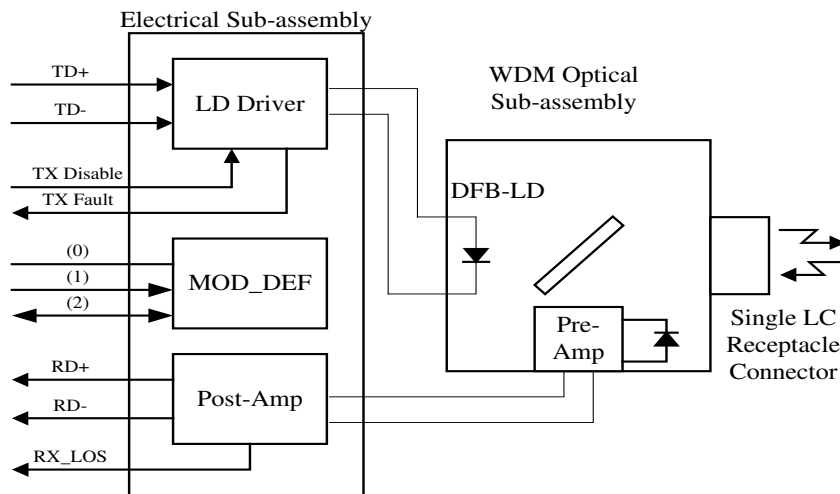 Electrical Sub-assembly
TD+
TD-
LD Driver
TX Disable
TX Fault
(0)
(1)
(2)
MOD_DEF
RD+
RD-
Post-Amp
RX_LOS
WDM Optical
Sub-assembly
DFB-LD
Pre-
Amp
Single LC
Receptacle
Connector